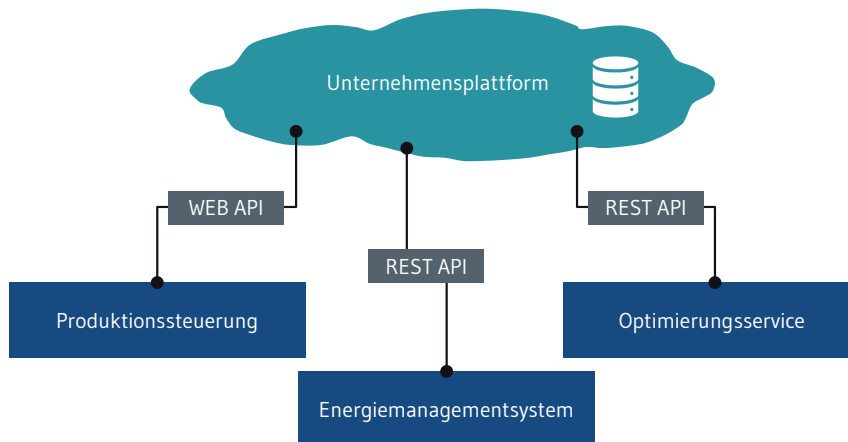 Unternehmensplattform
WEB API
REST API
REST API
Produktionssteuerung
Optimierungsservice
Energiemanagementsystem